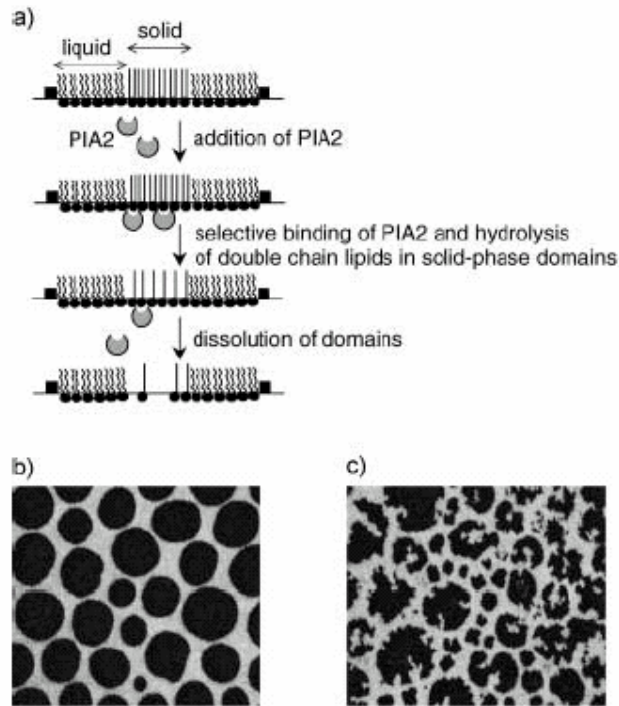 a)
solid
liquid
PIA2
addition of PIA2
selective binding of PIA2 and hydrolysis
of double chain lipids in solid-phase domains
dissolution of domains
b)
c)